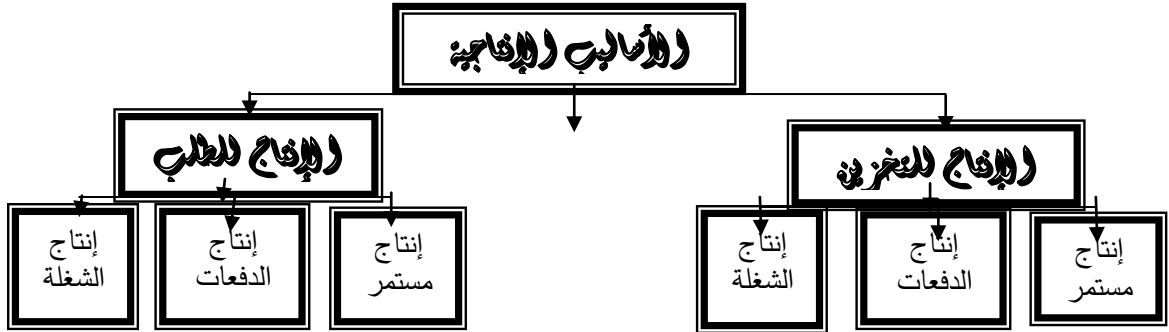 الأساليب الإنتاجية
الإنتاج للتخزين
الإنتاج للطلب
إنتاج
مستمر
إنتاج
الدفعات
إنتاج
الشغلة
إنتاج
مستمر
إنتاج
الدفعات
إنتاج
الشغلة